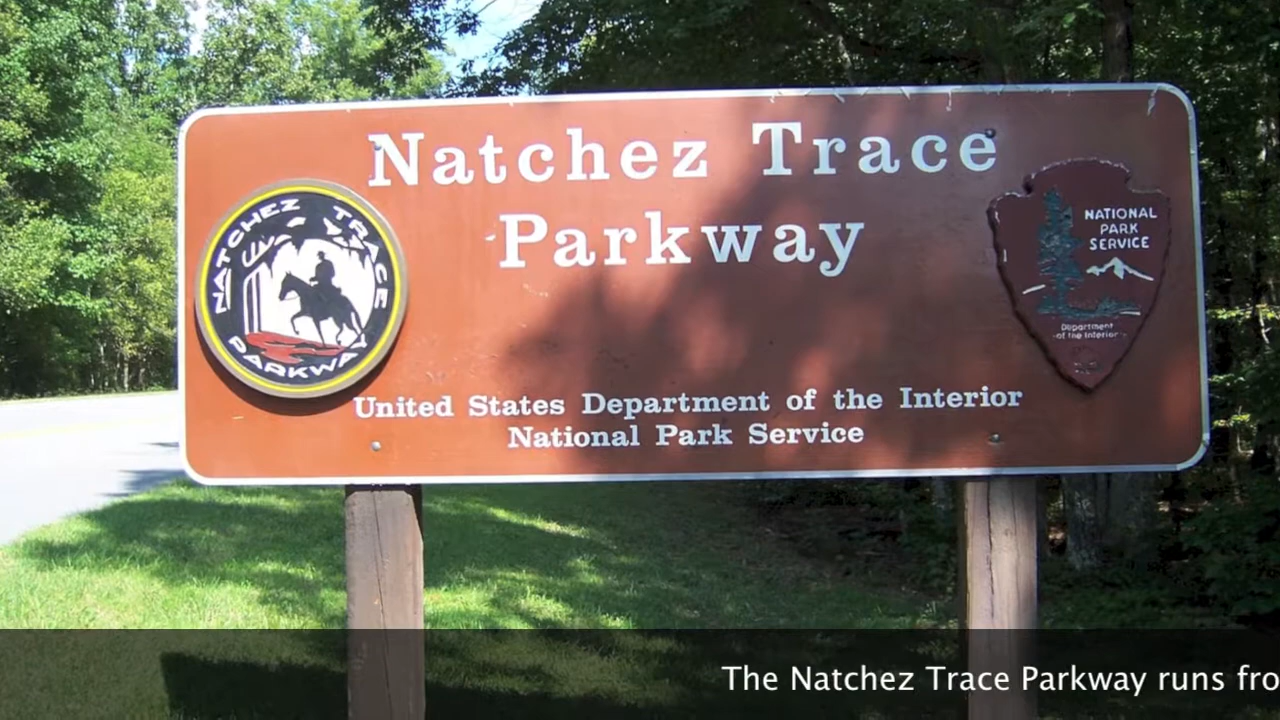 Natchez Trace
Parkway
NATCHEZ TRACE
PARKWAY
NATIONAL
PARK
SERVICE
Department
of the Interior
United States Department of the Interior
National Park Service
The Natchez Trace Parkway runs fro